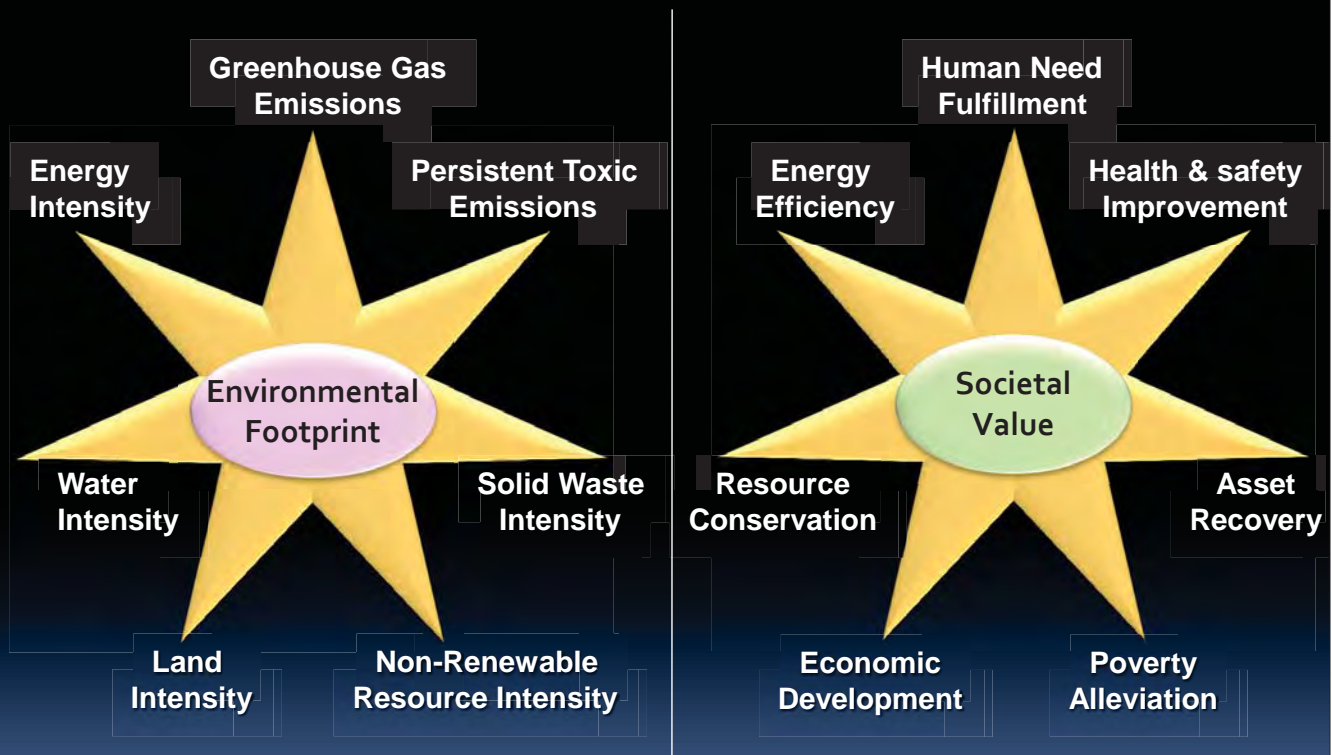 Greenhouse Gas
Emissions
Energy
Intensity
Persistent Toxic
Emissions
Environmental
Footprint
Water
Intensity
Solid Waste
Intensity
Land
Intensity
Non-Renewable
Resource Intensity
Human Need
Fulfillment
Energy
Efficiency
Health & safety
Improvement
Societal
Value
Resource
Conservation
Asset
Recovery
Economic
Development
Poverty
Alleviation